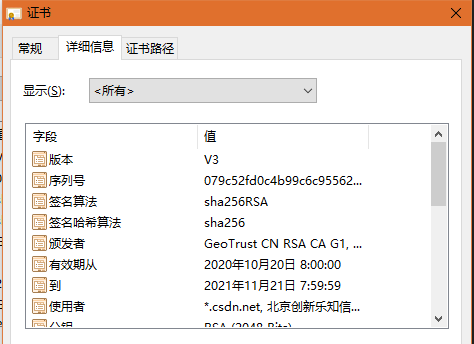 证书
常规 详细信息 证书路径
显示(S): <所有>
字段 值
版本 V3
序列号 079c52fd0c4b99c6c95562...
签名算法 sha256RSA
签名哈希算法 sha256
颁发者 GeoTrust CN RSA CA G1, ...
有效期从 2020年10月20日 8:00:00
到 2021年11月21日 7:59:59
使用者 *.csdn.net, 北京创新乐知信...
公钥 RSA (2048 Bits)